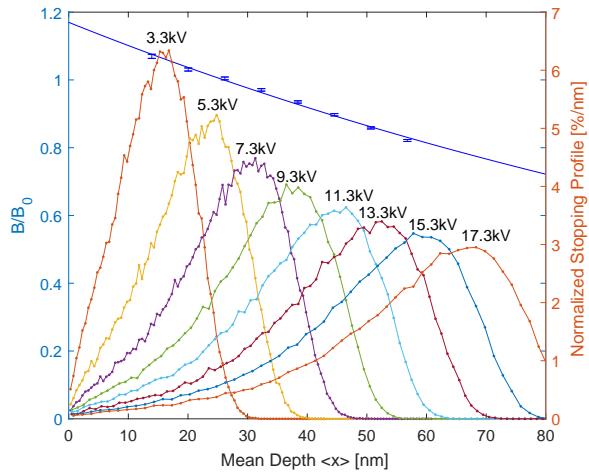 1.2
1
0.8
0.6
0.4
0.2
0
B/B0
7
6
5
4
3
2
1
0
Normalized Stopping Profile [%/nm]
3.3kV
5.3kV
7.3kV
9.3kV
11.3kV
13.3kV
15.3kV
17.3kV
0 10 20 30 40 50 60 70 80
Mean Depth <x> [nm]